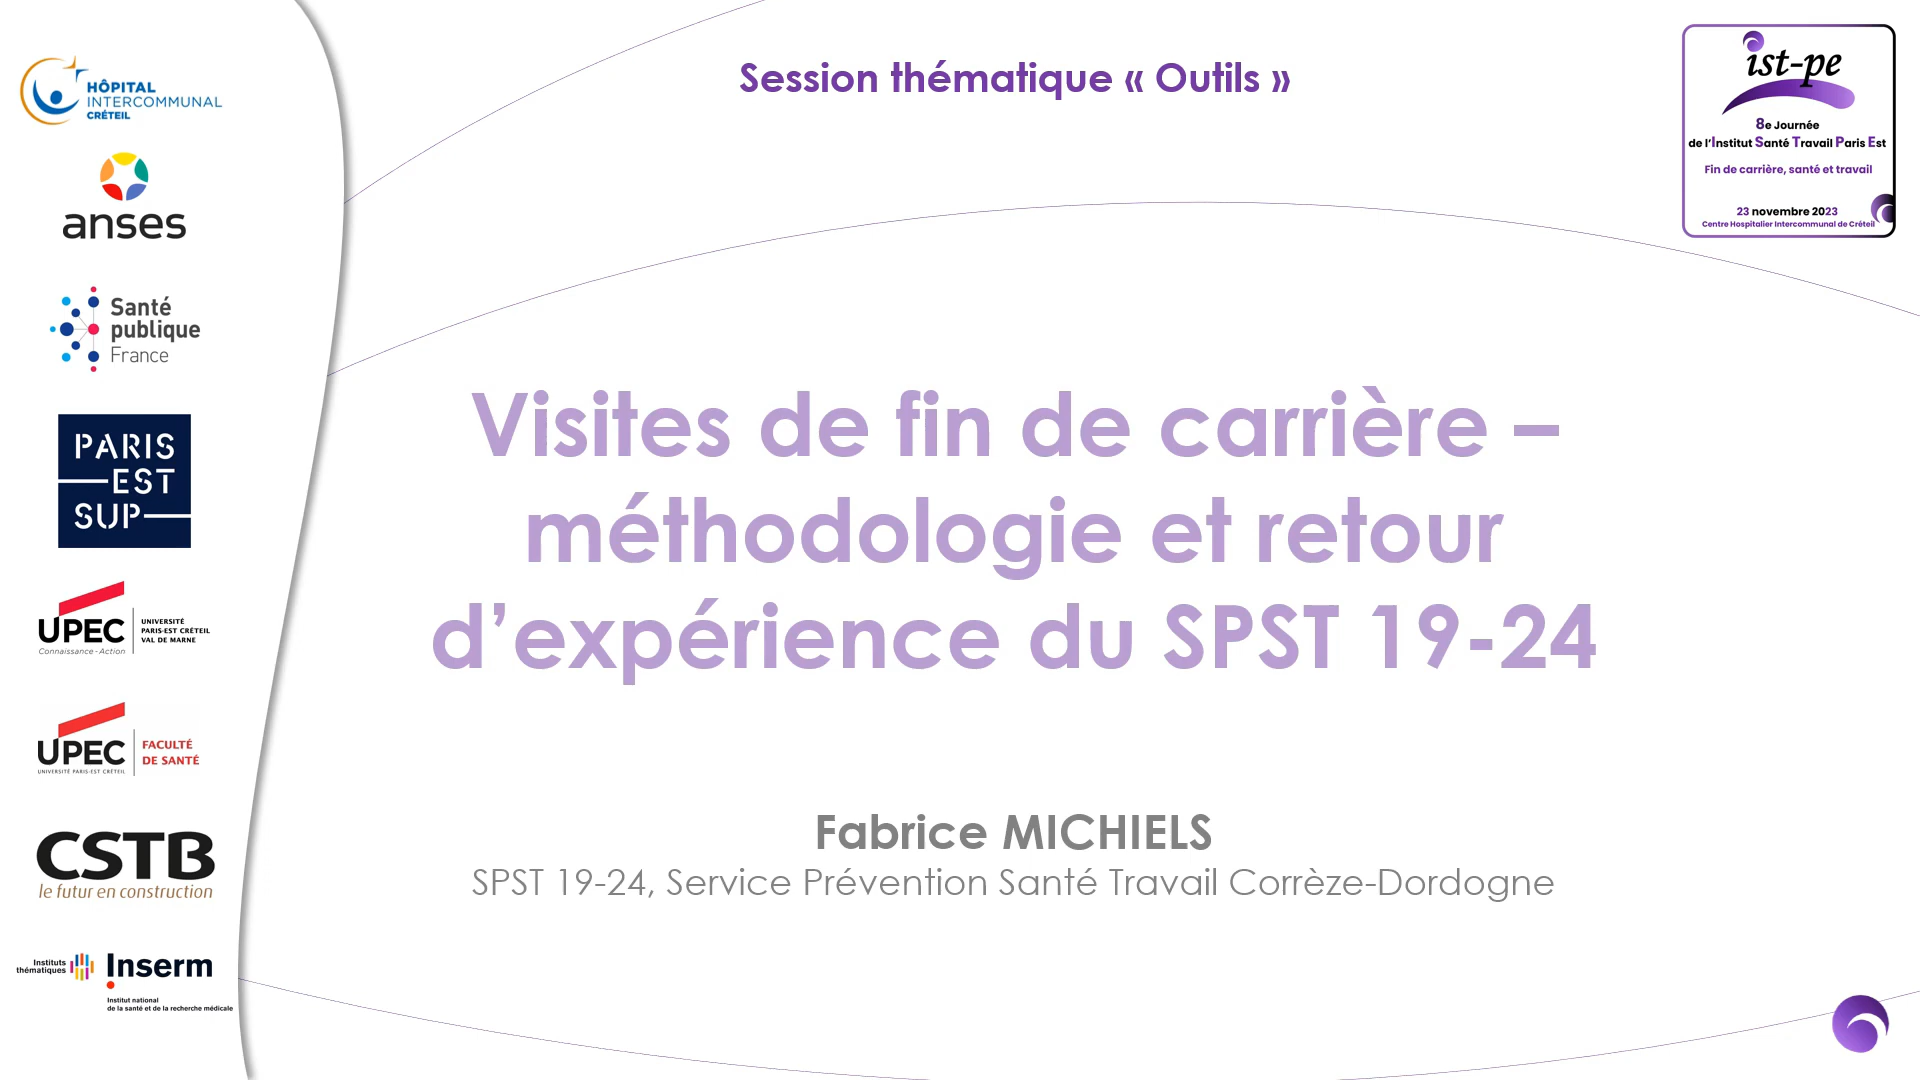 Session thématique « Outils »
HÔPITAL
INTERCOMMUNAL
CRÉTEIL
anses
Santé
publique
France
PARIS
EST
SUP
UPEC
Connaissance - Action
UNIVERSITÉ
PARIS-EST CRÉTEIL
VAL DE MARNE
UPEC
UNIVERSITÉ PARIS-EST CRÉTEIL
FACULTÉ
DE SANTÉ
CSTB
le futur en construction
Instituts
thématiques
Inserm
Institut national
de la santé et de la recherche médicale
ist-pe
8e Journée
de l'Institut Santé Travail Paris Est
Fin de carrière, santé et travail
23 novembre 2023
Centre Hospitalier Intercommunal de Créteil
Visites de fin de carrière –
méthodologie et retour
d’expérience du SPST 19-24
Fabrice MICHIELS
SPST 19-24, Service Prévention Santé Travail Corrèze-Dordogne